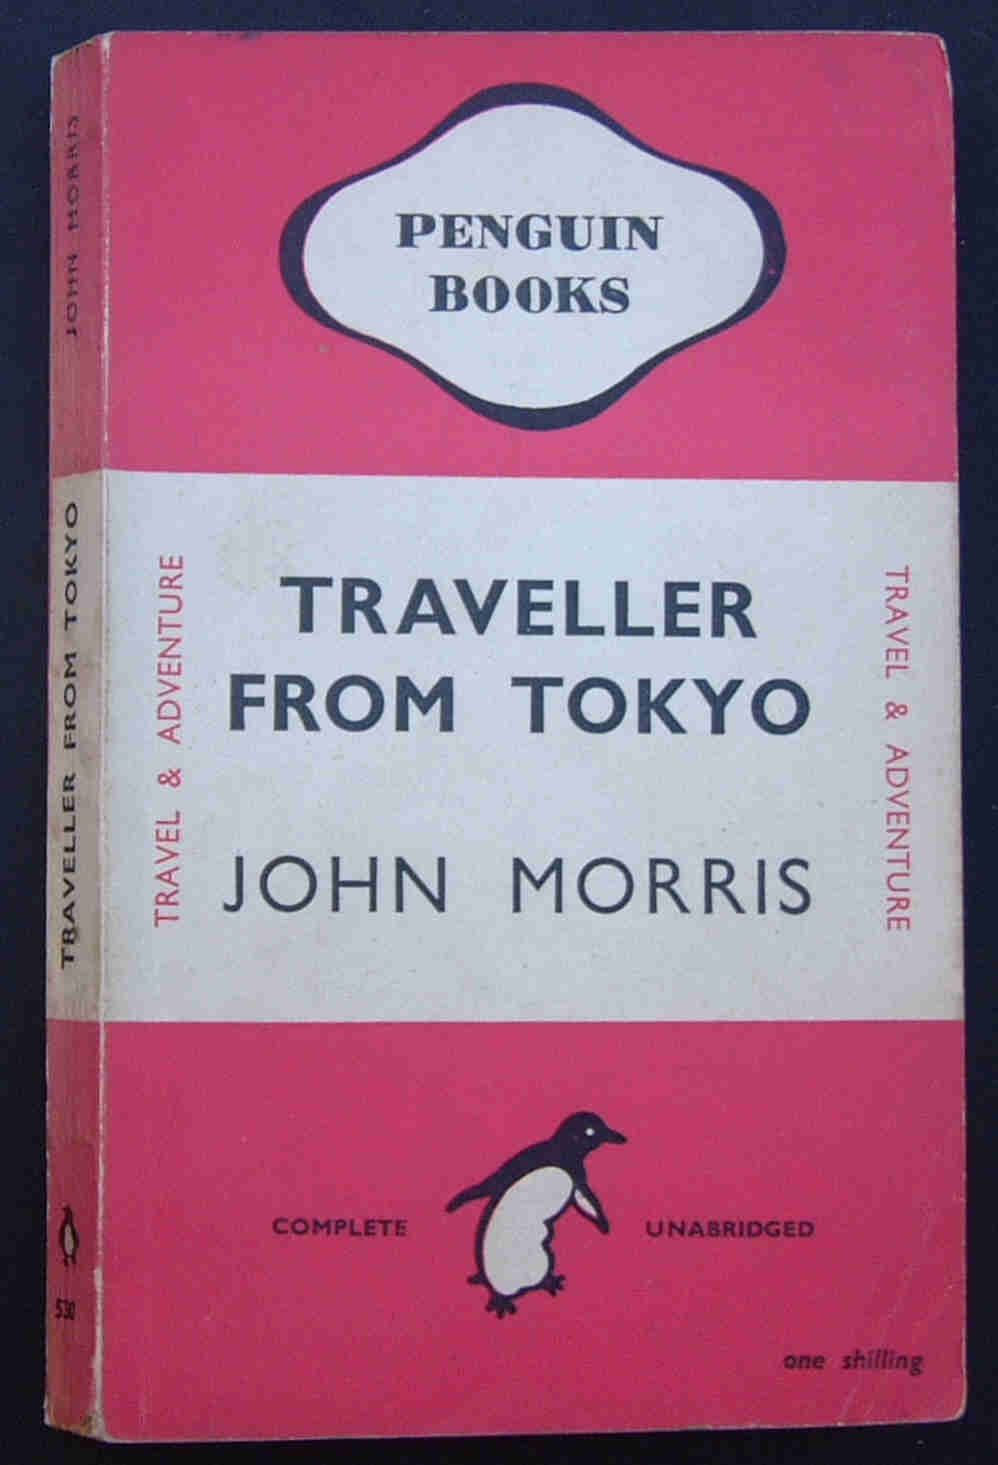 JOHN MORRIS
TRAVELLER FROM TOKYO
530
PENGUIN
BOOKS
TRAVEL & ADVENTURE
TRAVELLER
FROM TOKYO
JOHN MORRIS
TRAVEL & ADVENTURE
COMPLETE
UNABRIDGED
one shilling